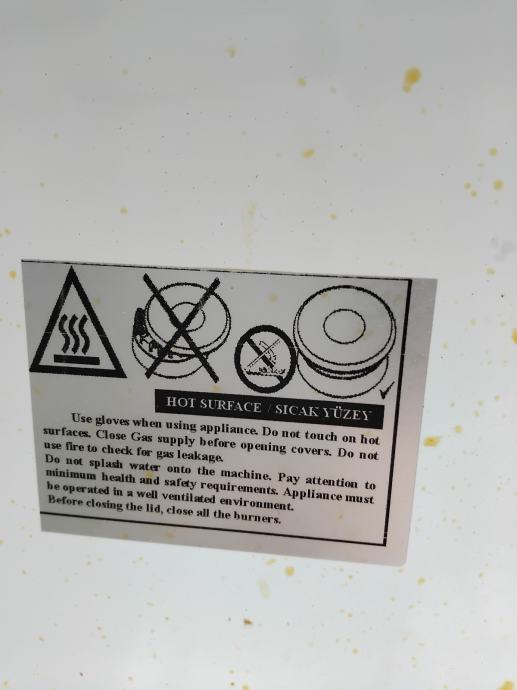 HOT SURFACE / SICAK YÜZEY
Use gloves when using appliance. Do not touch on hot
surfaces. Close Gas supply before opening covers. Do not
use fire to check for gas leakage.
Do not splash water onto the machine. Pay attention to
minimum health and safety requirements. Appliance must
be operated in a well ventilated environment.
Before closing the lid, close all the burners.